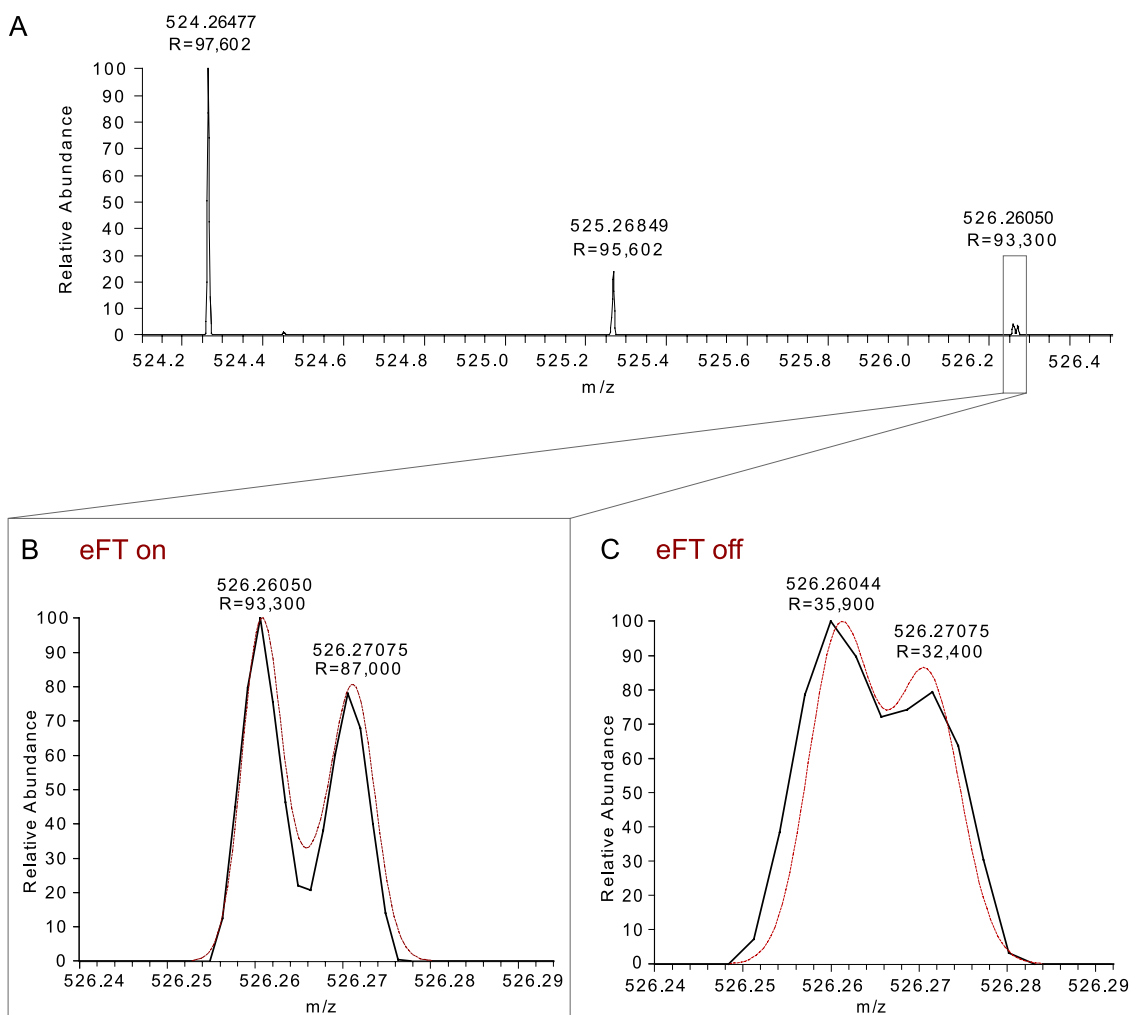 A
524.26477
R=97,602
525.26849
R=95,602
526.26050
R=93,300
Relative Abundance
100
90
80
70
60
50
40
30
20
10
0
524.2 524.4 524.6 524.8 525.0 525.2 525.4 525.6 525.8 526.0 526.2 526.4
m/z
B eFT on
526.26050
R=93,300
526.27075
R=87,000
Relative Abundance
100
90
80
70
60
50
40
30
20
10
0
526.24 526.25 526.26 526.27 526.28 526.29
m/z
C eFT off
526.26044
R=35,900
526.27075
R=32,400
Relative Abundance
100
90
80
70
60
50
40
30
20
10
0
526.24 526.25 526.26 526.27 526.28 526.29
m/z